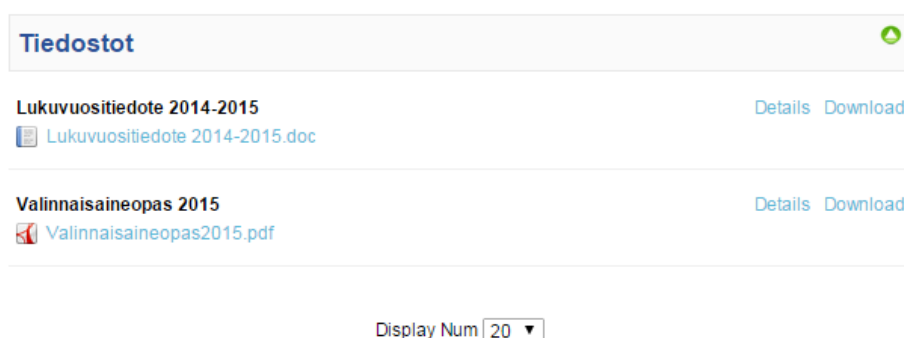 Tiedostot
Lukuvuositiedote 2014-2015
Details Download
Lukuvuositiedote 2014-2015.doc
Valinnaisaineopas 2015
Details Download
Valinnaisaineopas2015.pdf
Display Num 20